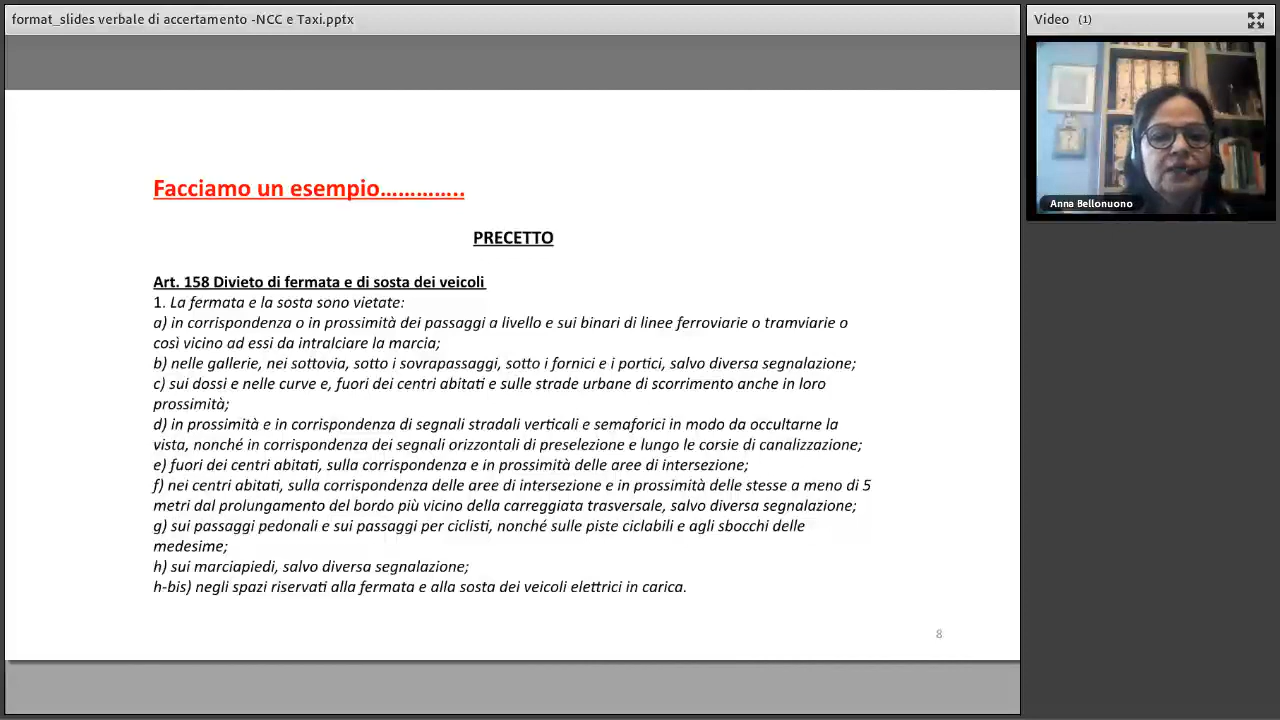 format_slides verbale di accertamento -NCC e Taxi.pptx
Video (1)
Anna Bellonuono
Facciamo un esempio…………..
PRECETTO
Art. 158 Divieto di fermata e di sosta dei veicoli
1. La fermata e la sosta sono vietate:
a) in corrispondenza o in prossimità dei passaggi a livello e sui binari di linee ferroviarie o tramviarie o
così vicino ad essi da intralciare la marcia;
b) nelle gallerie, nei sottovia, sotto i sovrapassaggi, sotto i fornici e i portici, salvo diversa segnalazione;
c) sui dossi e nelle curve e, fuori dei centri abitati e sulle strade urbane di scorrimento anche in loro
prossimità;
d) in prossimità e in corrispondenza di segnali stradali verticali e semaforici in modo da occultarne la
vista, nonché in corrispondenza dei segnali orizzontali di preselezione e lungo le corsie di canalizzazione;
e) fuori dei centri abitati, sulla corrispondenza e in prossimità delle aree di intersezione;
f) nei centri abitati, sulla corrispondenza delle aree di intersezione e in prossimità delle stesse a meno di 5
metri dal prolungamento del bordo più vicino della carreggiata trasversale, salvo diversa segnalazione;
g) sui passaggi pedonali e sui passaggi per ciclisti, nonché sulle piste ciclabili e agli sbocchi delle
medesime;
h) sui marciapiedi, salvo diversa segnalazione;
h-bis) negli spazi riservati alla fermata e alla sosta dei veicoli elettrici in carica.
8